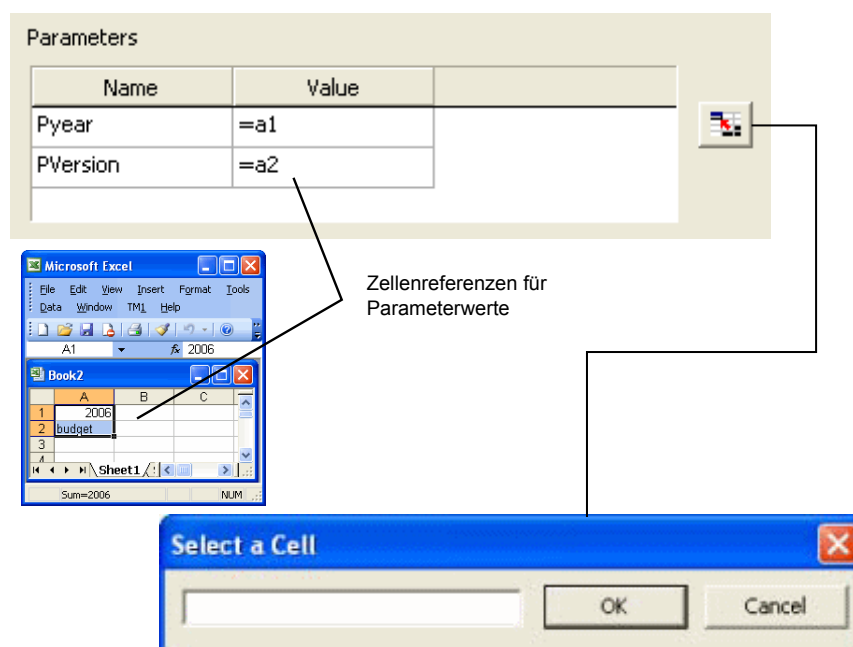 Parameters
Name Value
Pyear =a1
PVersion =a2
Zellenreferenzen für
Parameterwerte
Microsoft Excel
File Edit View Insert Format Tools
Data Window TM1 Help
A1 fx 2006
Book2
A B C
1 2006
2 budget
3
4
Sheet1
Sum=2006 NUM
Select a Cell
OK Cancel